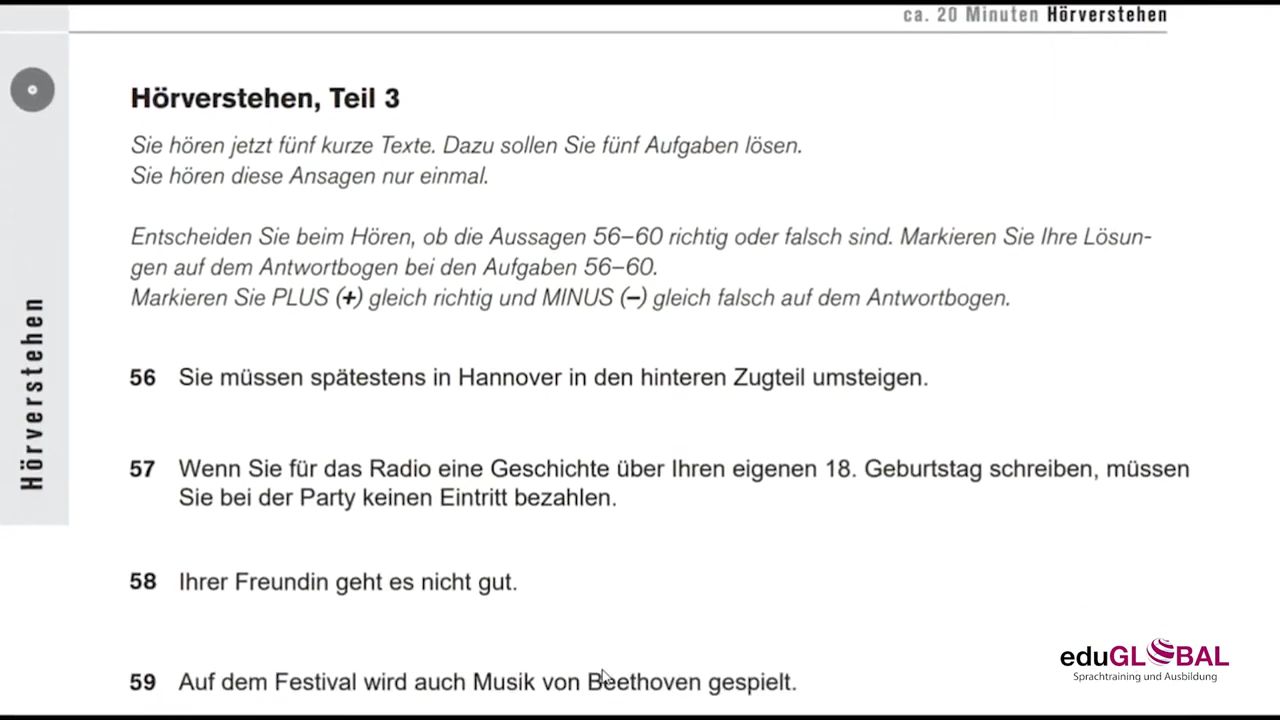 ca. 20 Minuten Hörverstehen
Hörverstehen, Teil 3
Sie hören jetzt fünf kurze Texte. Dazu sollen Sie fünf Aufgaben lösen.
Sie hören diese Ansagen nur einmal.
Entscheiden Sie beim Hören, ob die Aussagen 56–60 richtig oder falsch sind. Markieren Sie Ihre Lösun-
gen auf dem Antwortbogen bei den Aufgaben 56–60.
Markieren Sie PLUS (+) gleich richtig und MINUS (–) gleich falsch auf dem Antwortbogen.
Hörverstehen
56 Sie müssen spätestens in Hannover in den hinteren Zugteil umsteigen.
57 Wenn Sie für das Radio eine Geschichte über Ihren eigenen 18. Geburtstag schreiben, müssen
Sie bei der Party keinen Eintritt bezahlen.
58 Ihrer Freundin geht es nicht gut.
59 Auf dem Festival wird auch Musik von Beethoven gespielt.
eduGLOBAL
Sprachtraining und Ausbildung